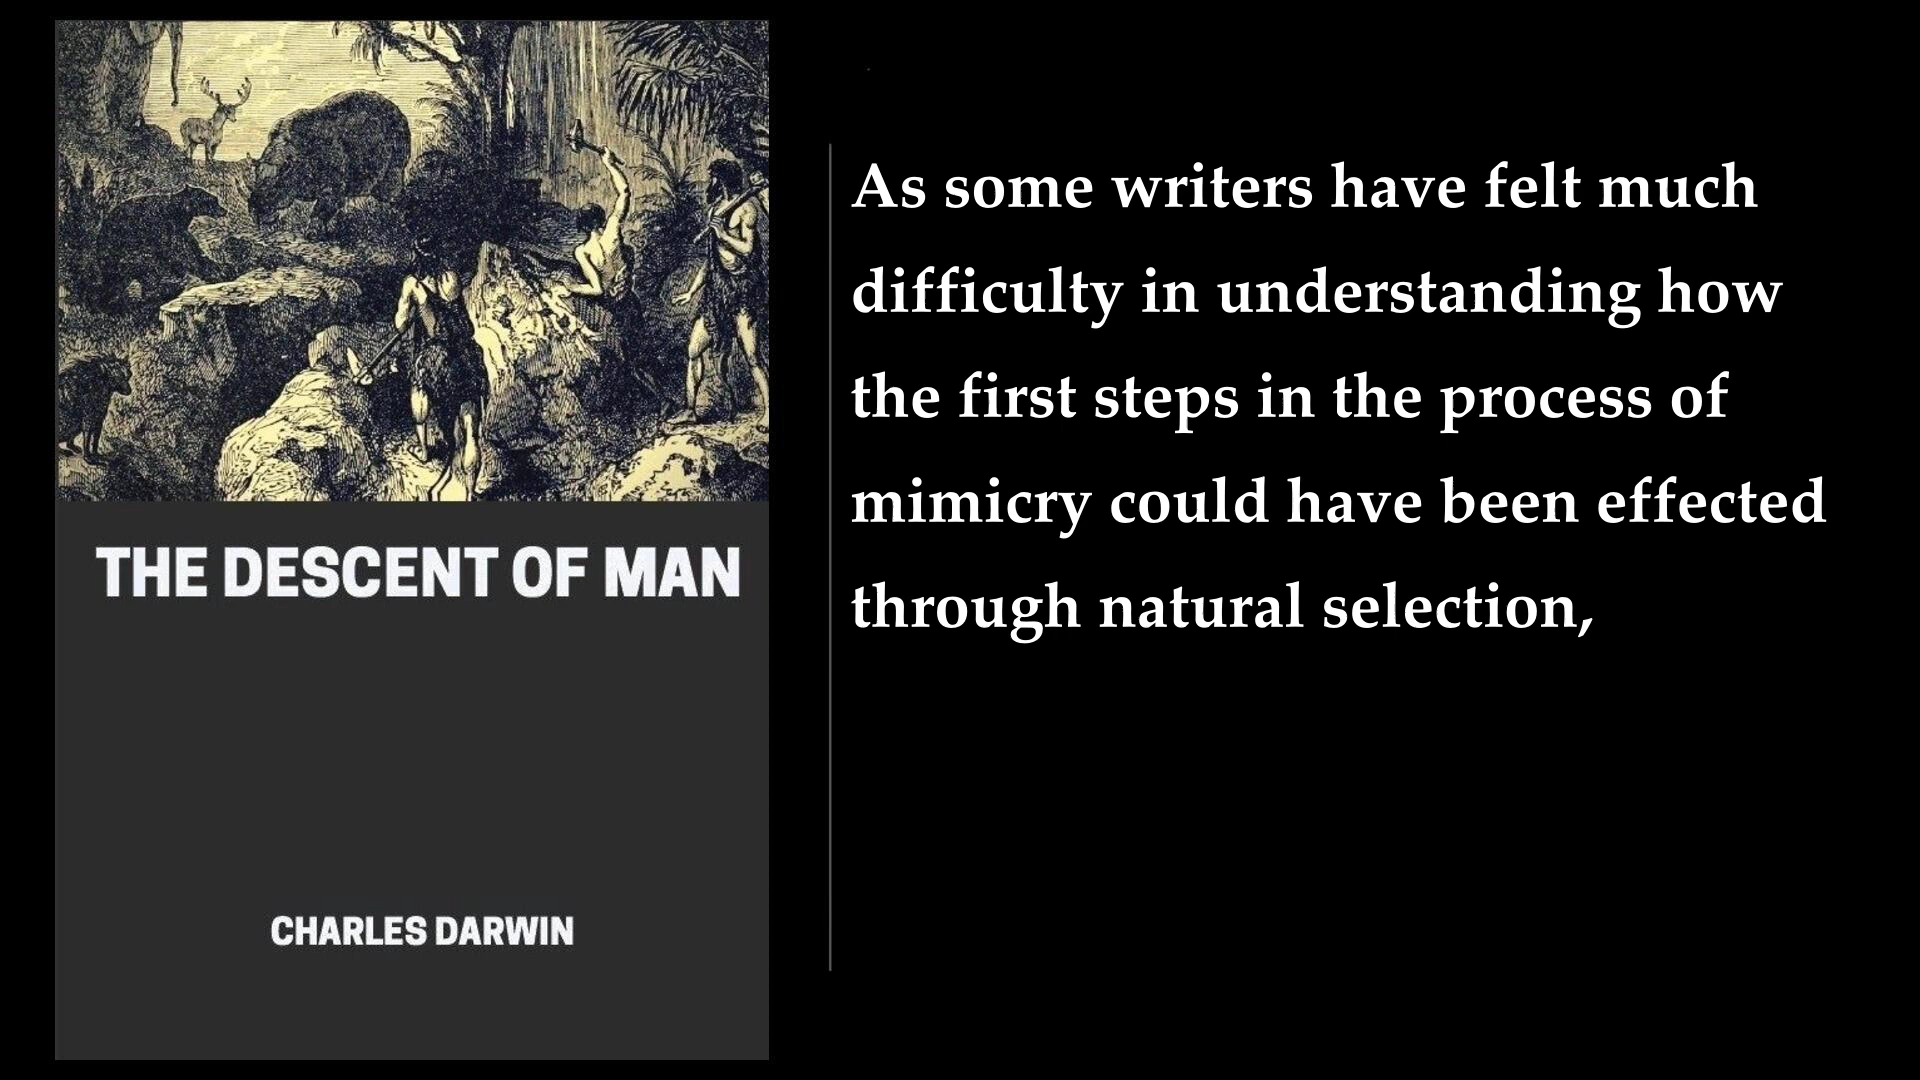 THE DESCENT OF MAN
CHARLES DARWIN
As some writers have felt much
difficulty in understanding how
the first steps in the process of
mimicry could have been effected
through natural selection,